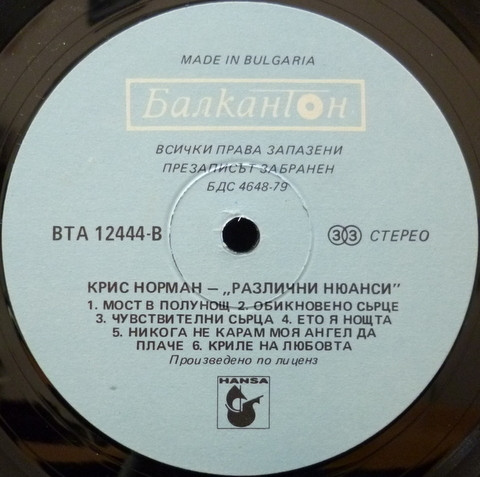 MADE IN BULGARIA
Балкантон
ВСИЧКИ ПРАВА ЗАПАЗЕНИ
ПРЕЗАПИСЪТ ЗАБРАНЕН
БДС 4648-79
ВТА 12444-В
33 СТЕРЕО
КРИС НОРМАН – „РАЗЛИЧНИ НЮАНСИ”
1. МОСТ В ПОЛУНОЩ 2. ОБИКНОВЕНО СЪРЦЕ
3. ЧУВСТВИТЕЛНИ СЪРЦА 4. ЕТО Я НОЩТА
5. НИКОГА НЕ КАРАМ МОЯ АНГЕЛ ДА
ПЛАЧЕ 6. КРИЛЕ НА ЛЮБОВТА
Произведено по лиценз
HANSA